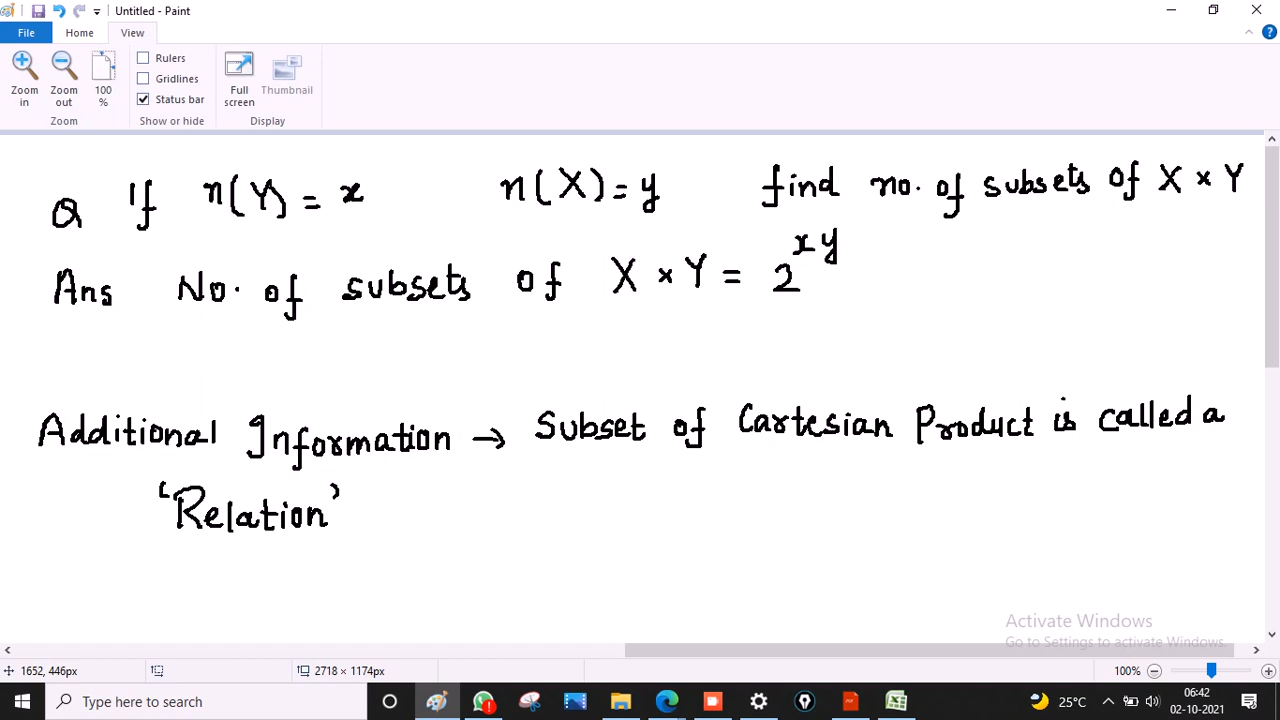 Untitled - Paint
File Home View
Rulers
Gridlines
Status bar
Zoom in
Zoom out
100 %
Full screen
Thumbnail
Zoom
Show or hide
Display
Q If n(Y) = x n(X) = y find no. of subsets of X × Y
Ans No. of subsets of X × Y = 2^xy
Additional Information → Subset of Cartesian Product is called a
'Relation'
Activate Windows
Go to Settings to activate Windows.
1652, 446px 2718 × 1174px 100%
Type here to search 25°C 06:42
02-10-2021